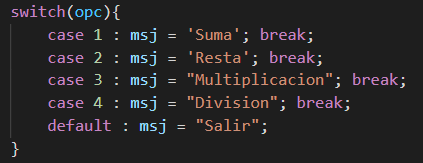 switch(opc){
    case 1 : msj = 'Suma'; break;
    case 2 : msj = 'Resta'; break;
    case 3 : msj = "Multiplicacion"; break;
    case 4 : msj = "Division"; break;
    default : msj = "Salir";
}